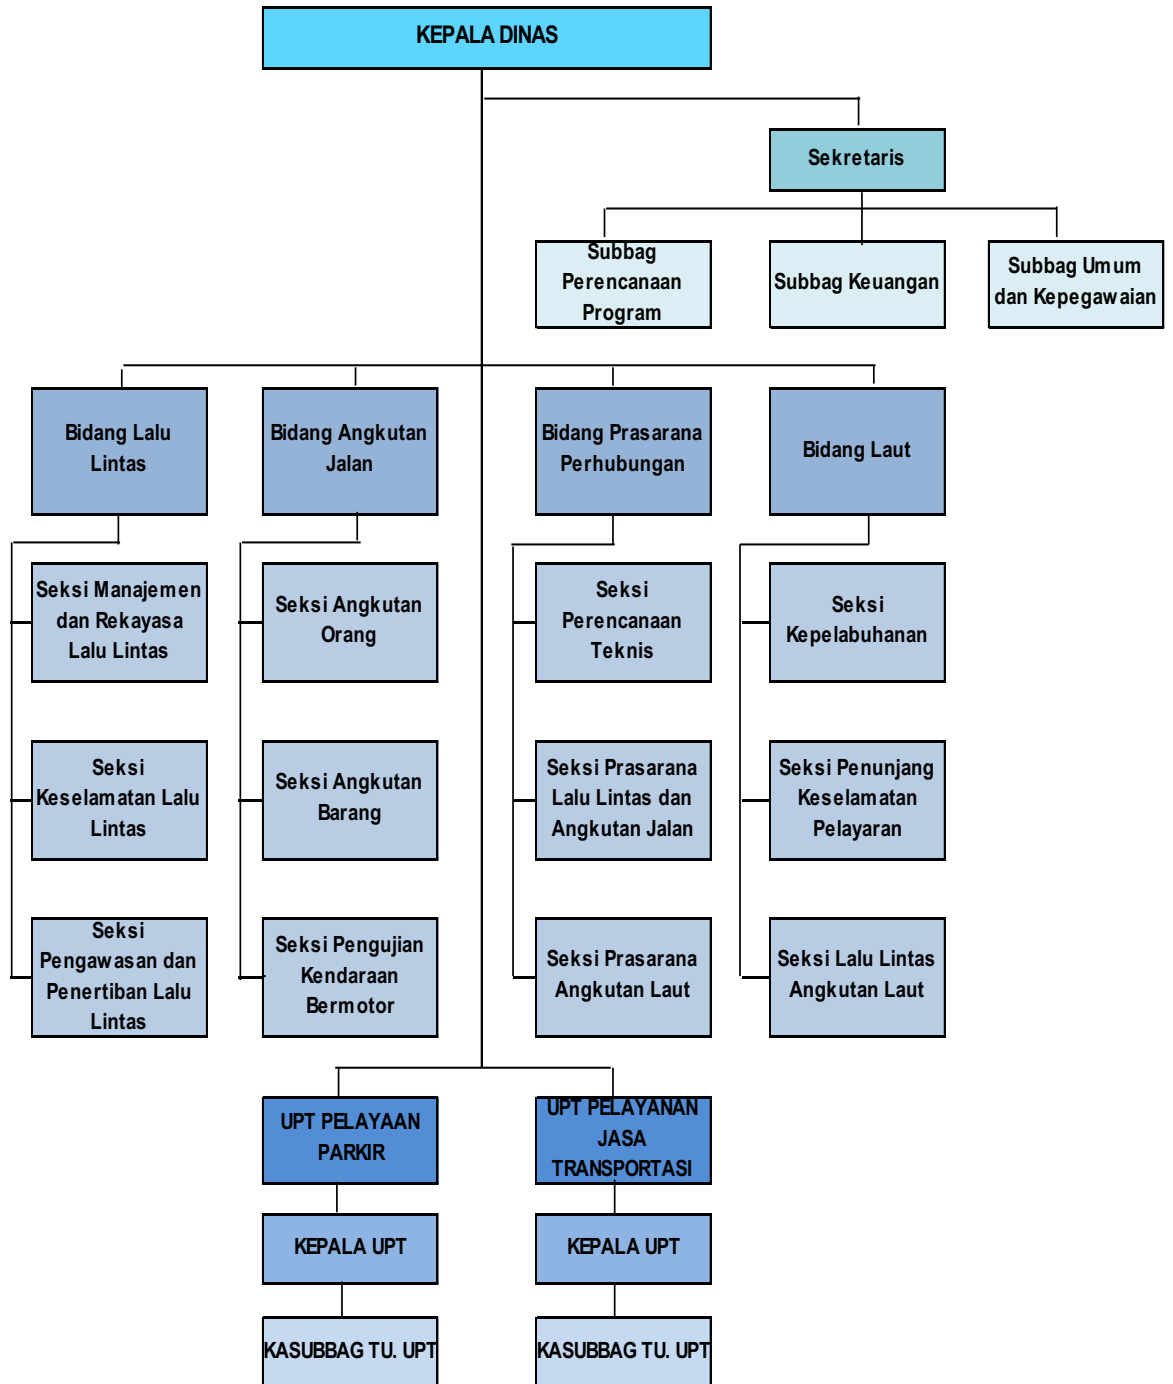 KEPALA DINAS
Sekretaris
Subbag
Perencanaan
Program
Subbag Keuangan
Subbag Umum
dan Kepegawaian
Bidang Lalu
Lintas
Bidang Angkutan
Jalan
Bidang Prasarana
Perhubungan
Bidang Laut
Seksi Manajemen
dan Rekayasa
Lalu Lintas
Seksi Angkutan
Orang
Seksi
Perencanaan
Teknis
Seksi
Kepelabuhanan
Seksi
Keselamatan Lalu
Lintas
Seksi Angkutan
Barang
Seksi Prasarana
Lalu Lintas dan
Angkutan Jalan
Seksi Penunjang
Keselamatan
Pelayaran
Seksi
Pengawasan dan
Penertiban Lalu
Lintas
Seksi Pengujian
Kendaraan
Bermotor
Seksi Prasarana
Angkutan Laut
Seksi Lalu Lintas
Angkutan Laut
UPT PELAYAAN
PARKIR
UPT PELAYANAN
JASA
TRANSPORTASI
KEPALA UPT
KEPALA UPT
KASUBBAG TU. UPT
KASUBBAG TU. UPT